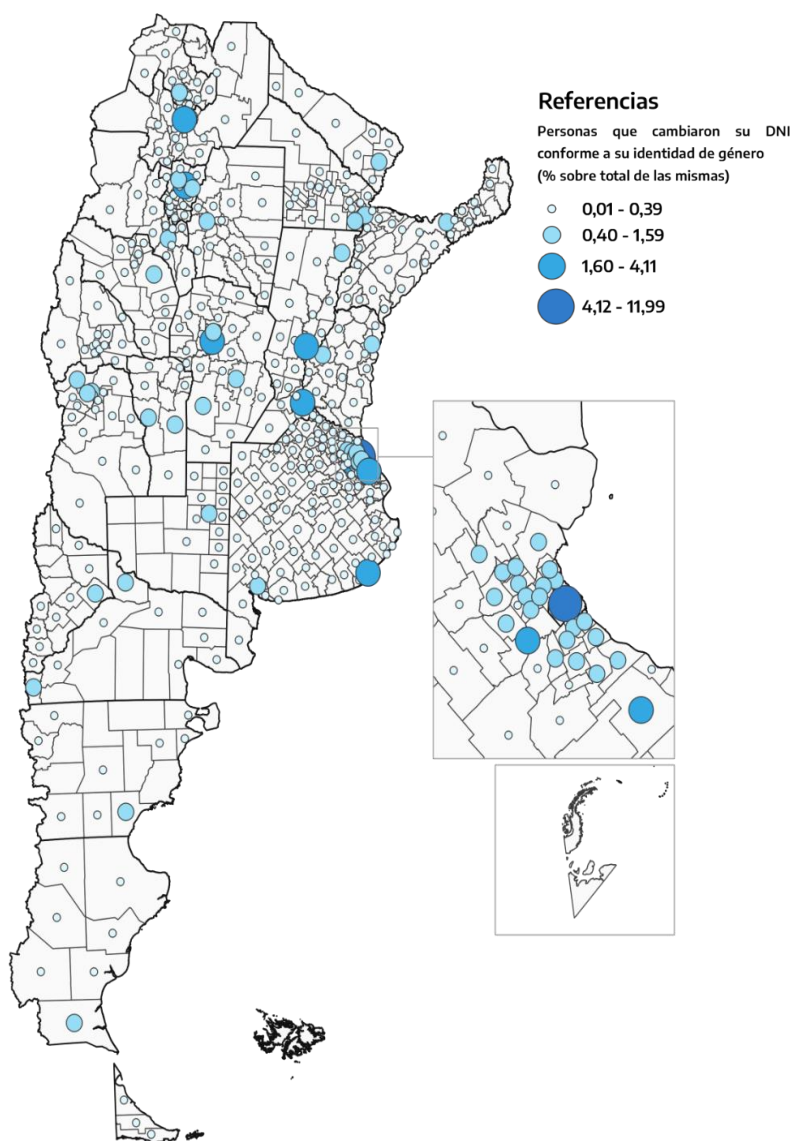 Referencias
Personas que cambiaron su DNI
conforme a su identidad de género
(% sobre total de las mismas)
0,01 - 0,39
0,40 - 1,59
1,60 - 4,11
4,12 - 11,99